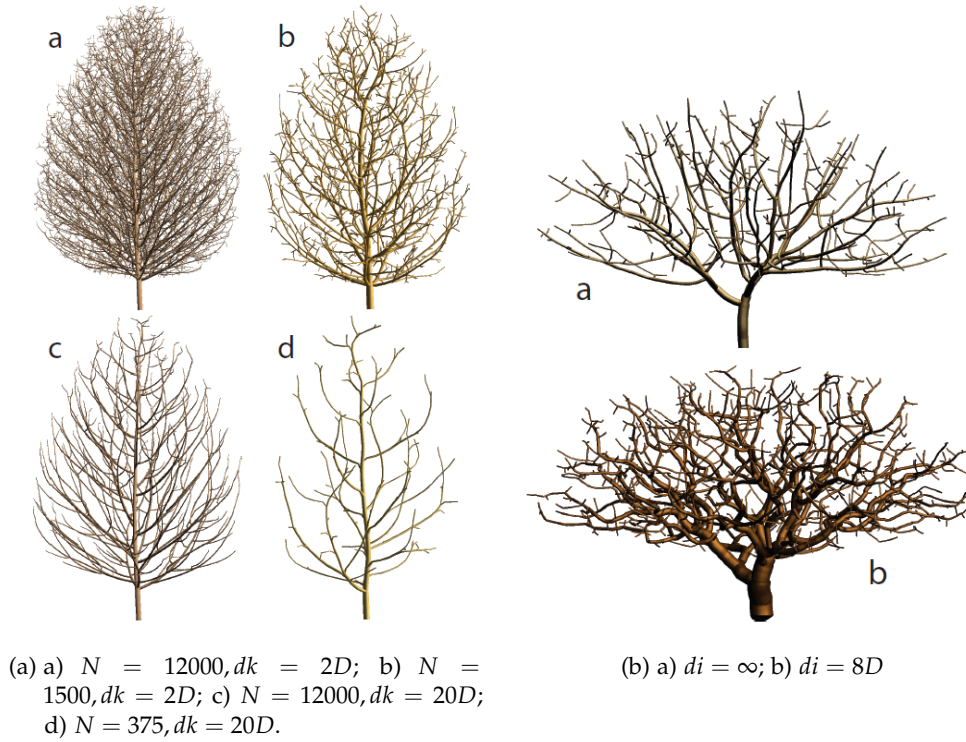 a
b
c
d
a
b
(a) a) N = 12000, dk = 2D; b) N =
1500, dk = 2D; c) N = 12000, dk = 20D;
d) N = 375, dk = 20D.
(b) a) di = ∞; b) di = 8D